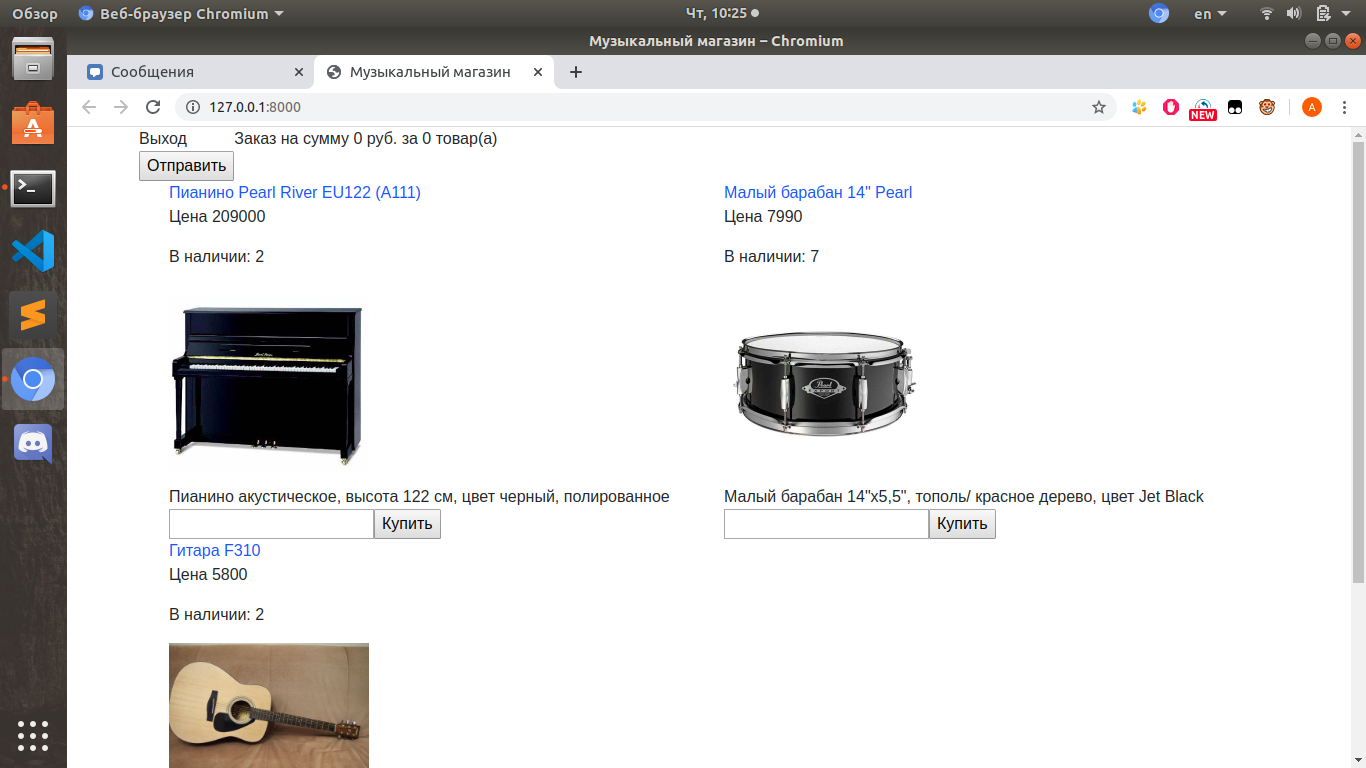 Обзор Веб-браузер Chromium Чт, 10:25 en
Музыкальный магазин – Chromium
Сообщения Музыкальный магазин
127.0.0.1:8000 NEW A
Выход Заказ на сумму 0 руб. за 0 товар(а)
Отправить
Пианино Pearl River EU122 (A111)
Цена 209000
В наличии: 2
Пианино акустическое, высота 122 см, цвет черный, полированное
Купить
Малый барабан 14" Pearl
Цена 7990
В наличии: 7
Pearl
Малый барабан 14"x5,5", тополь/ красное дерево, цвет Jet Black
Купить
Гитара F310
Цена 5800
В наличии: 2